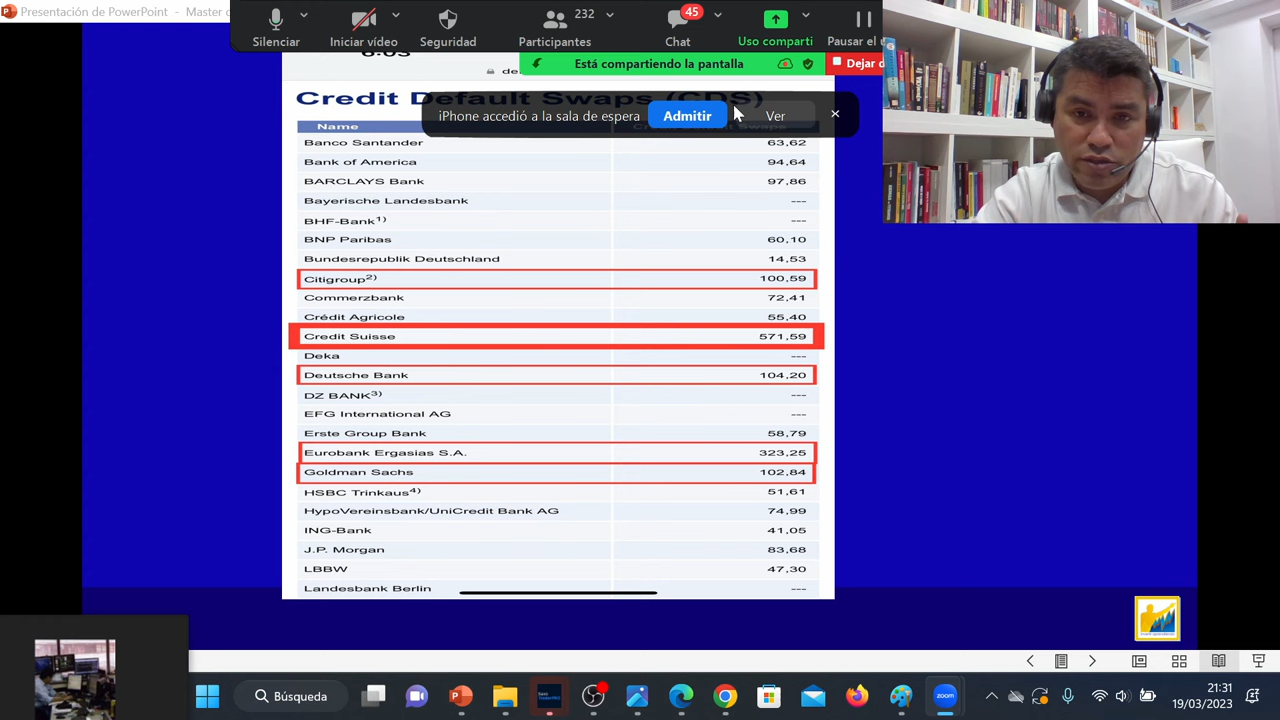 Presentación de PowerPoint - Master d
Silenciar
Iniciar vídeo
Seguridad
232
Participantes
45
Chat
Uso comparti
Pausar el u
Está compartiendo la pantalla
Dejar d
de
Credit Default Swaps (CDS)
iPhone accedió a la sala de espera
Admitir
Ver
Name
Banco Santander 63,62
Bank of America 94,64
BARCLAYS Bank 97,86
Bayerische Landesbank ---
BHF-Bank1) ---
BNP Paribas 60,10
Bundesrepublik Deutschland 14,53
Citigroup2) 100,59
Commerzbank 72,41
Crédit Agricole 55,40
Credit Suisse 571,59
Deka ---
Deutsche Bank 104,20
DZ BANK3) ---
EFG International AG ---
Erste Group Bank 58,79
Eurobank Ergasias S.A. 323,25
Goldman Sachs 102,84
HSBC Trinkaus4) 51,61
HypoVereinsbank/UniCredit Bank AG 74,99
ING-Bank 41,05
J.P. Morgan 83,68
LBBW 47,30
Landesbank Berlin ---
Búsqueda
zoom
21:31
19/03/2023